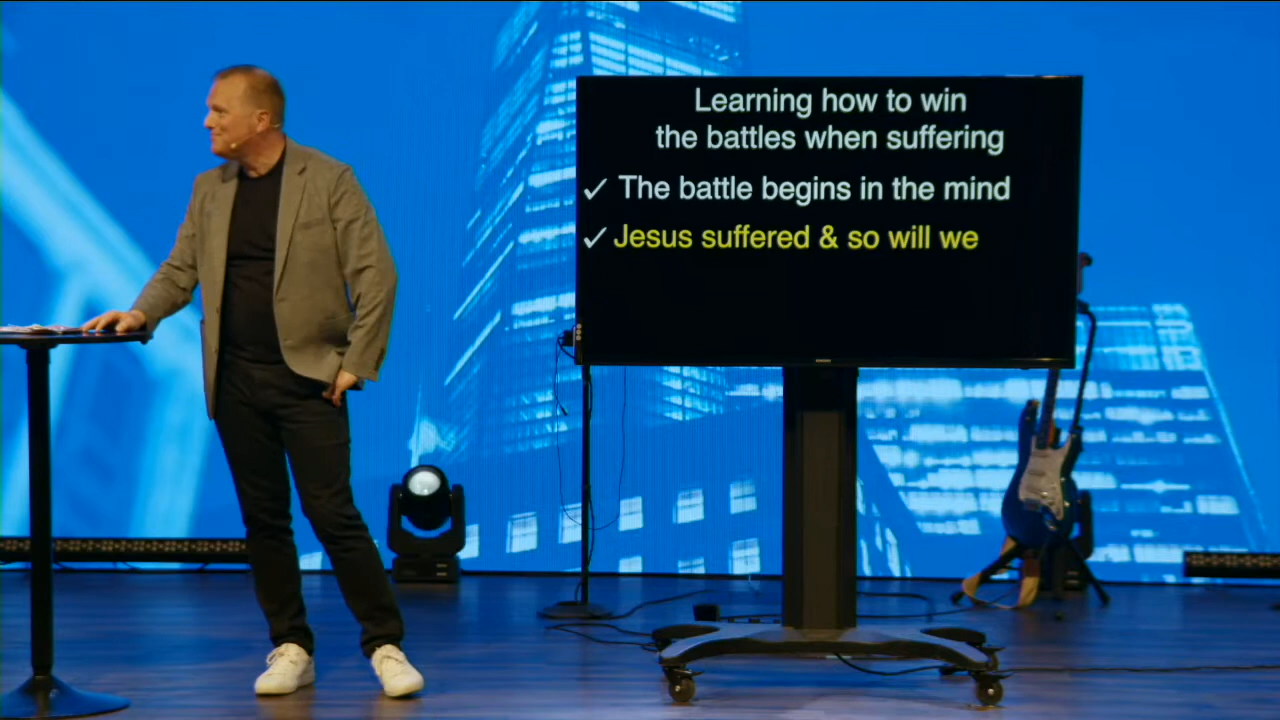 Learning how to win
the battles when suffering
✓ The battle begins in the mind
✓ Jesus suffered & so will we